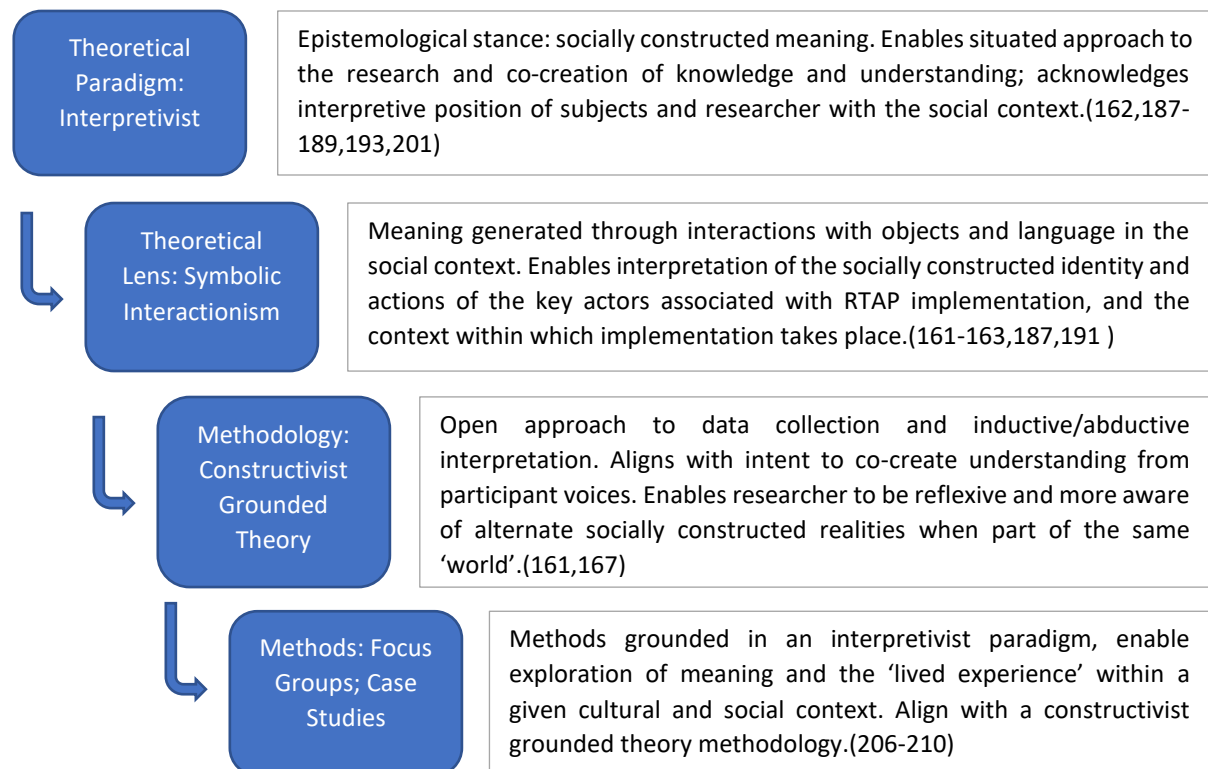 Theoretical
Paradigm:
Interpretivist
Epistemological stance: socially constructed meaning. Enables situated approach to
the research and co-creation of knowledge and understanding; acknowledges
interpretive position of subjects and researcher with the social context.(162,187-
189,193,201)
Theoretical
Lens: Symbolic
Interactionism
Meaning generated through interactions with objects and language in the
social context. Enables interpretation of the socially constructed identity and
actions of the key actors associated with RTAP implementation, and the
context within which implementation takes place.(161-163,187,191 )
Methodology:
Constructivist
Grounded
Theory
Open approach to data collection and inductive/abductive
interpretation. Aligns with intent to co-create understanding from
participant voices. Enables researcher to be reflexive and more aware
of alternate socially constructed realities when part of the same
‘world’.(161,167)
Methods: Focus
Groups; Case
Studies
Methods grounded in an interpretivist paradigm, enable
exploration of meaning and the ‘lived experience’ within a
given cultural and social context. Align with a constructivist
grounded theory methodology.(206-210)